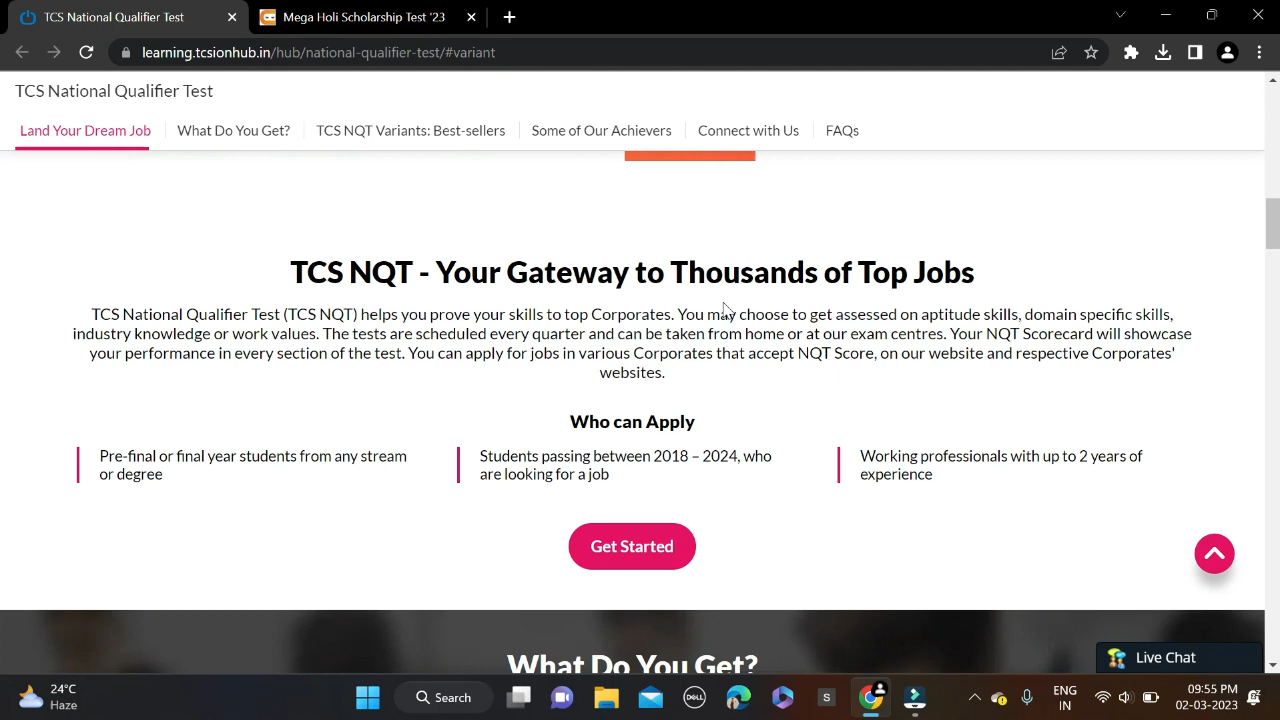 TCS National Qualifier Test
Mega Holi Scholarship Test '23
learning.tcsionhub.in/hub/national-qualifier-test/#variant
TCS National Qualifier Test
Land Your Dream Job
What Do You Get?
TCS NQT Variants: Best-sellers
Some of Our Achievers
Connect with Us
FAQs
TCS NQT - Your Gateway to Thousands of Top Jobs
TCS National Qualifier Test (TCS NQT) helps you prove your skills to top Corporates. You may choose to get assessed on aptitude skills, domain specific skills,
industry knowledge or work values. The tests are scheduled every quarter and can be taken from home or at our exam centres. Your NQT Scorecard will showcase
your performance in every section of the test. You can apply for jobs in various Corporates that accept NQT Score, on our website and respective Corporates'
websites.
Who can Apply
Pre-final or final year students from any stream
or degree
Students passing between 2018 – 2024, who
are looking for a job
Working professionals with up to 2 years of
experience
Get Started
What Do You Get?
Live Chat
24°C
Haze
Search
DELL
S
ENG
IN
09:55 PM
02-03-2023